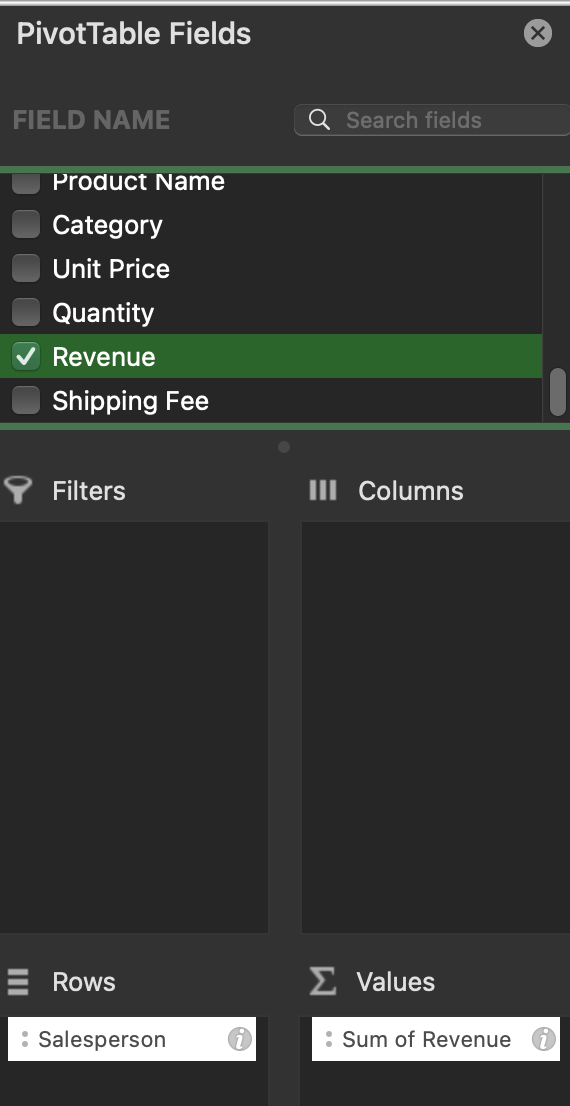 PivotTable Fields
FIELD NAME
Search fields
Product Name
Category
Unit Price
Quantity
Revenue
Shipping Fee
Filters
Columns
Rows
Values
Salesperson
Sum of Revenue